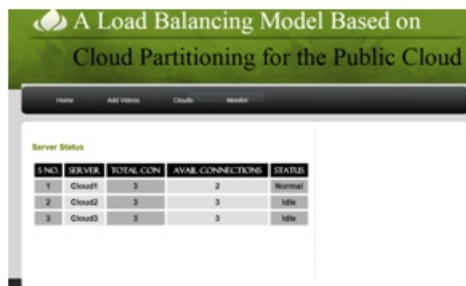 A Load Balancing Model Based on
Cloud Partitioning for the Public Cloud
Home Add Videos Clouds Monitor
Server Status
S NO. SERVER TOTAL CON AVAIL CONNECTIONS STATUS
1 Cloud1 3 2 Normal
2 Cloud2 3 3 Idle
3 Cloud3 3 3 Idle